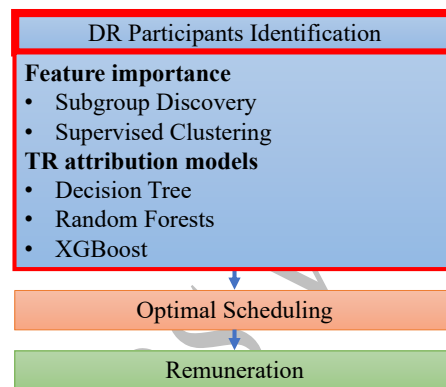 DR Participants Identification
Feature importance
• Subgroup Discovery
• Supervised Clustering
TR attribution models
• Decision Tree
• Random Forests
• XGBoost
Optimal Scheduling
Remuneration